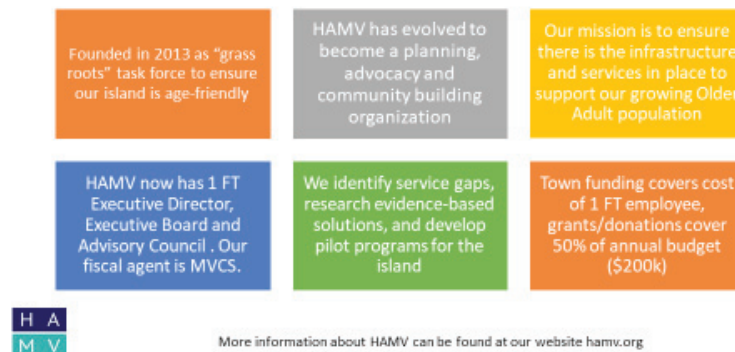 Founded in 2013 as “grass
roots” task force to ensure
our island is age-friendly
HAMV has evolved to
become a planning,
advocacy and
community building
organization
Our mission is to ensure
there is the infrastructure
and services in place to
support our growing Older
Adult population
HAMV now has 1 FT
Executive Director,
Executive Board and
Advisory Council . Our
fiscal agent is MVCS.
We identify service gaps,
research evidence-based
solutions, and develop
pilot programs for the
island
Town funding covers cost
of 1 FT employee,
grants/donations cover
50% of annual budget
($200k)
H A
M V
More information about HAMV can be found at our website hamv.org